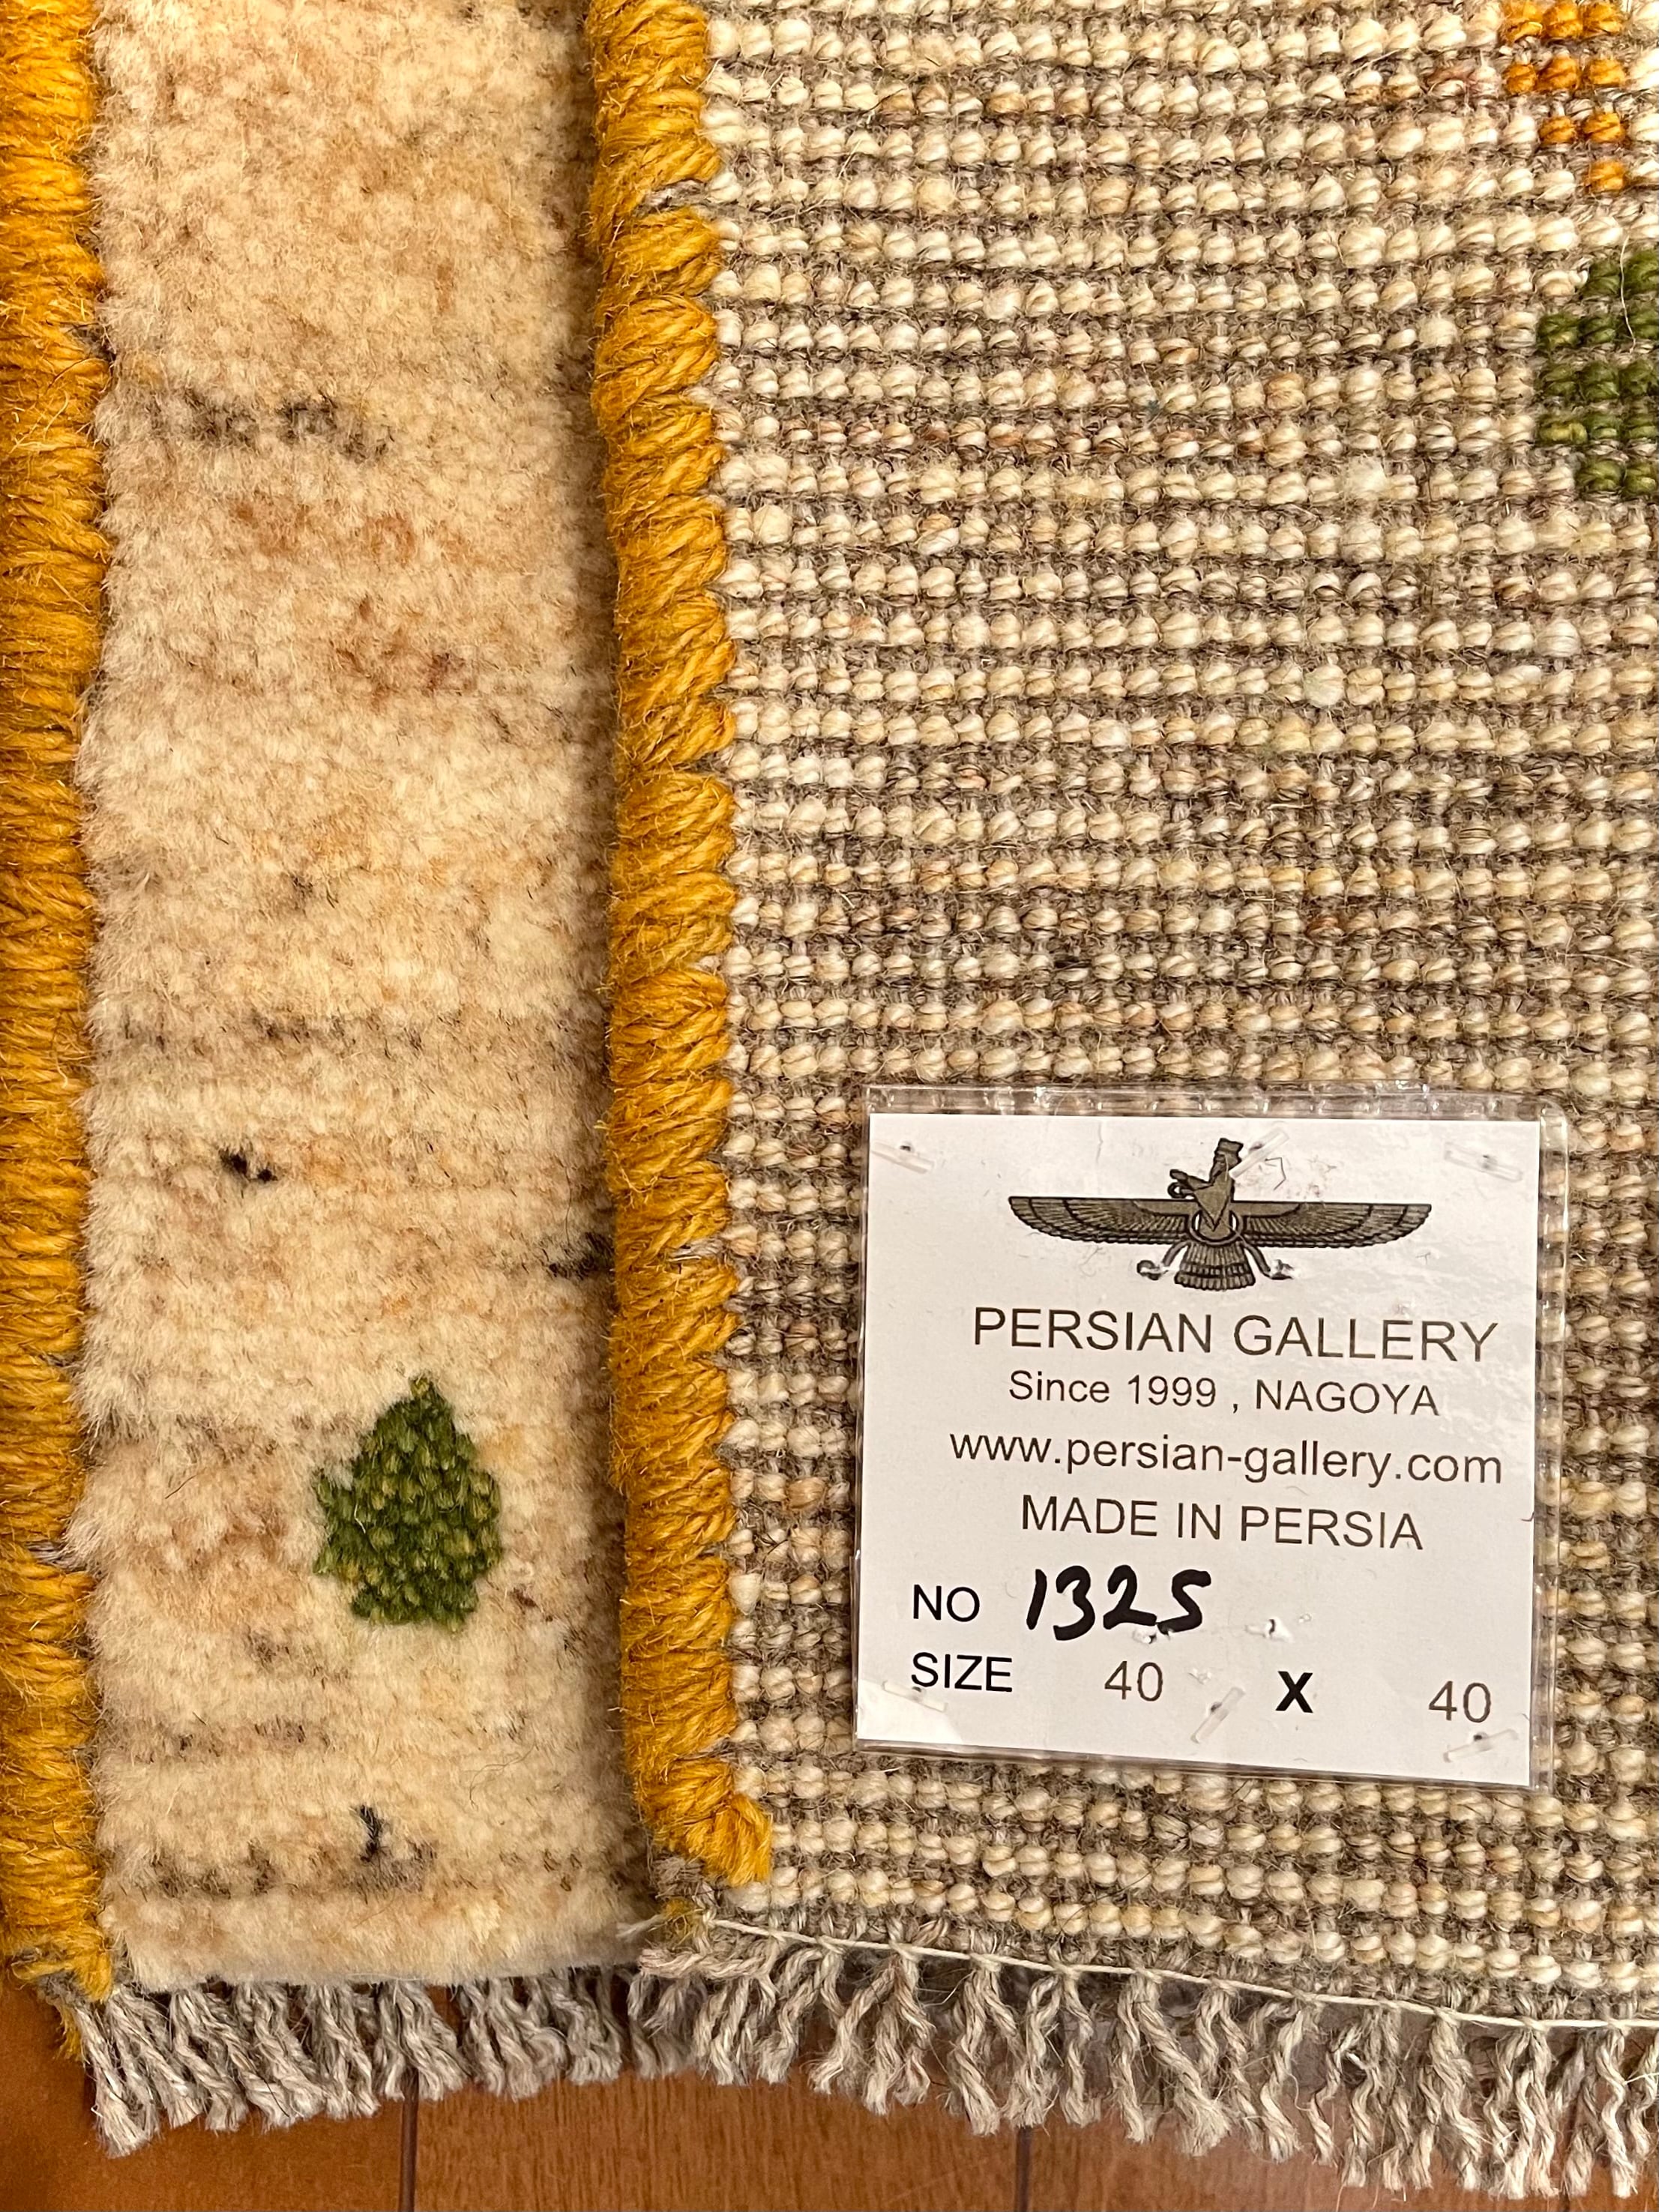 PERSIAN GALLERY
Since 1999 , NAGOYA
www.persian-gallery.com
MADE IN PERSIA
NO 1325
SIZE 40 X 40